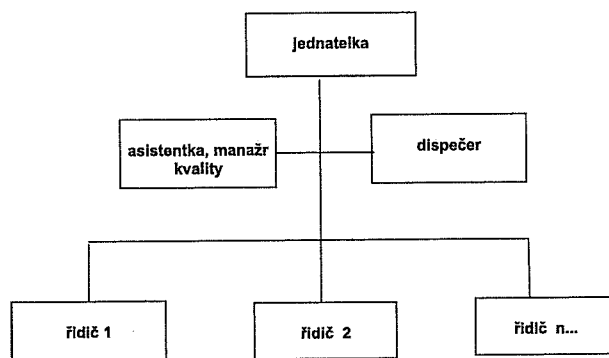 jednatelka
asistentka, manažr
kvality
dispečer
řidič 1
řidič 2
řidič n...